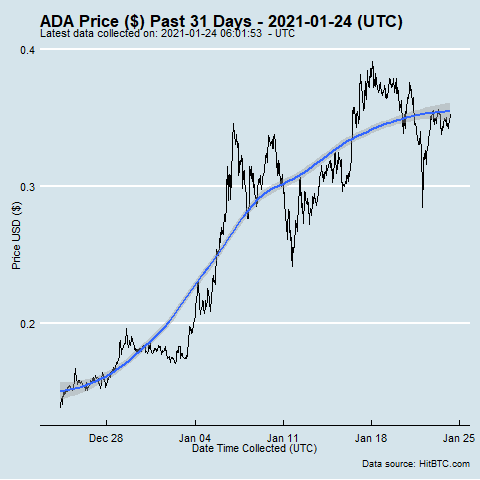 ADA Price ($) Past 31 Days - 2021-01-24 (UTC)
Latest data collected on: 2021-01-24 06:01:53  - UTC
0.4
0.3
0.2
Price USD ($)
Dec 28
Jan 04
Jan 11
Jan 18
Jan 25
Date Time Collected (UTC)
Data source: HitBTC.com